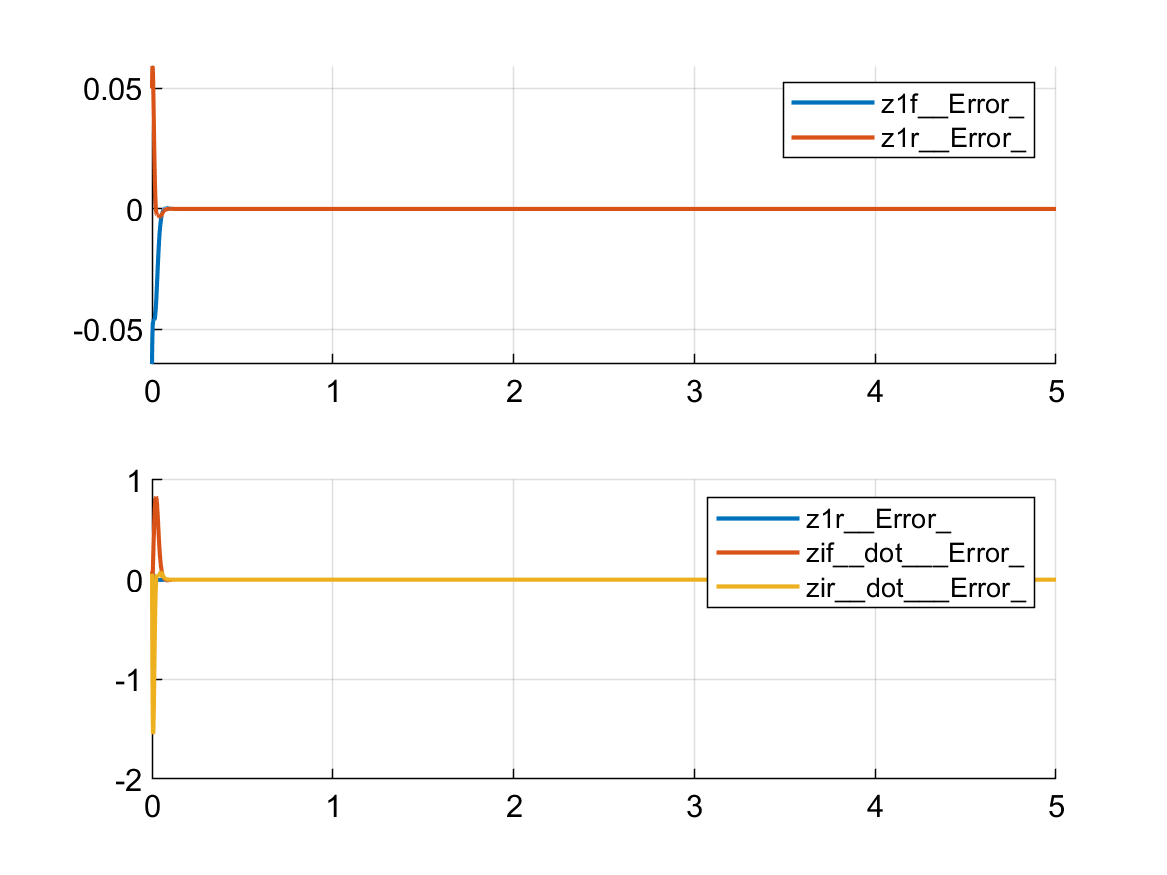 0.05
0
-0.05
0 1 2 3 4 5
z1f__Error_
z1r__Error_
1
0
-1
-2
0 1 2 3 4 5
z1r__Error_
zif__dot___Error_
zir__dot___Error_